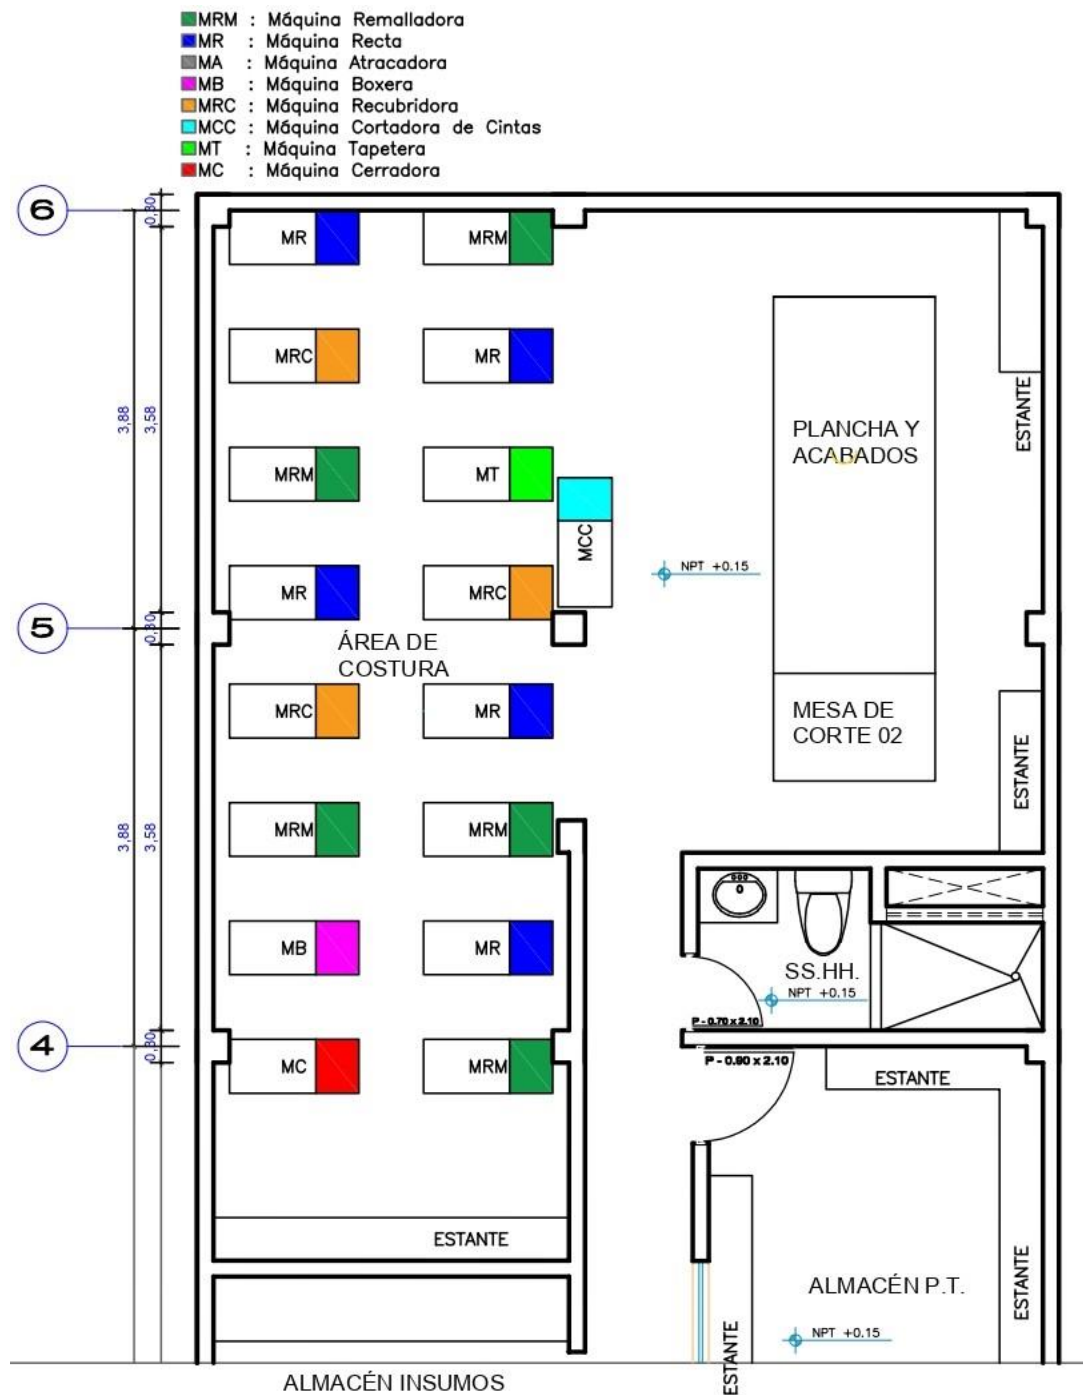 MRM : Máquina Remalladora
MR : Máquina Recta
MA : Máquina Atracadora
MB : Máquina Boxera
MRC : Máquina Recubridora
MCC : Máquina Cortadora de Cintas
MT : Máquina Tapetera
MC : Máquina Cerradora
6
0,30
MR
MRM
MRC
MR
ESTANTE
3,88
3,58
PLANCHA Y
ACABADOS
MRM
MT
MCC
NPT +0.15
MR
MRC
5
0,30
ÁREA DE
COSTURA
MRC
MR
MESA DE
CORTE 02
ESTANTE
3,88
3,58
MRM
MRM
MB
MR
SS.HH.
NPT +0.15
P - 0.70 x 2.10
4
0,30
MC
MRM
P - 0.90 x 2.10
ESTANTE
ESTANTE
ESTANTE
ALMACÉN P.T.
NPT +0.15
ESTANTE
ALMACÉN INSUMOS